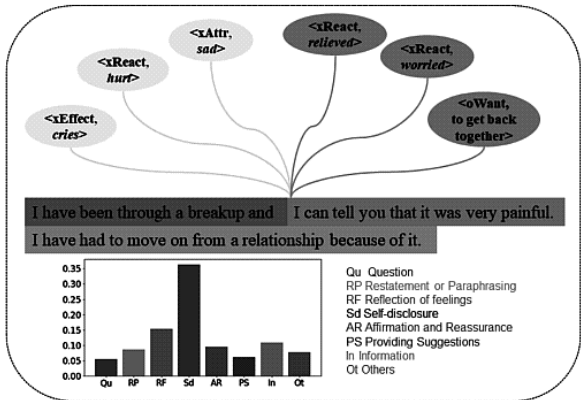 <xAttr,
sad>
<xReact,
relieved>
<xReact,
hurt>
<xReact,
worried>
<xEffect,
cries>
<oWant,
to get back
together>
I have been through a breakup and I can tell you that it was very painful.
I have had to move on from a relationship because of it.
0.35
0.30
0.25
0.20
0.15
0.10
0.05
0.00
Qu RP RF Sd AR PS In Ot
Qu Question
RP Restatement or Paraphrasing
RF Reflection of feelings
Sd Self-disclosure
AR Affirmation and Reassurance
PS Providing Suggestions
In Information
Ot Others